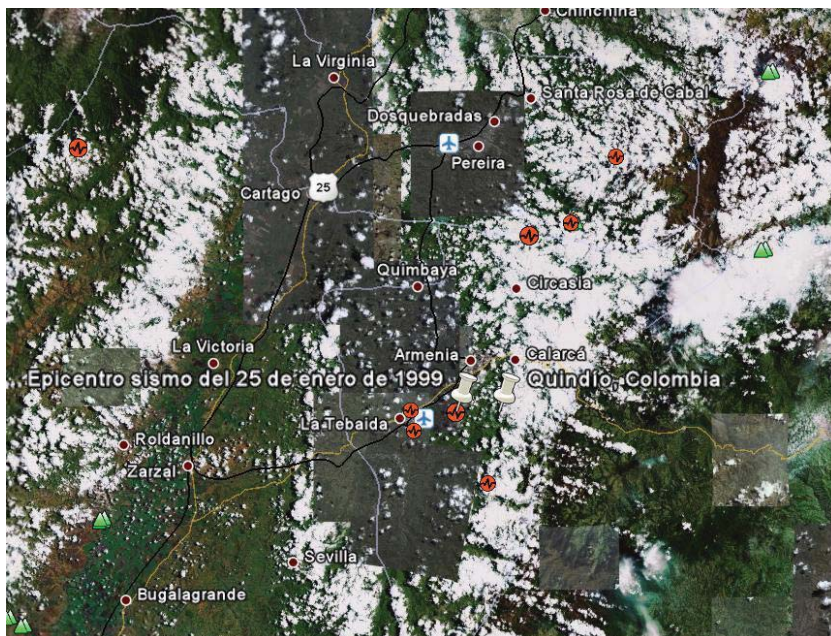 Chinchina
La Virginia
Santa Rosa de Cabal
Dosquebradas
Pereira
25
Cartago
Quimbaya
Circasia
La Victoria
Armenia
Calarcá
Epicentro sismo del 25 de enero de 1999
Quindío, Colombia
La Tebaida
Roldanillo
Zarzal
Sevilla
Bugalagrande